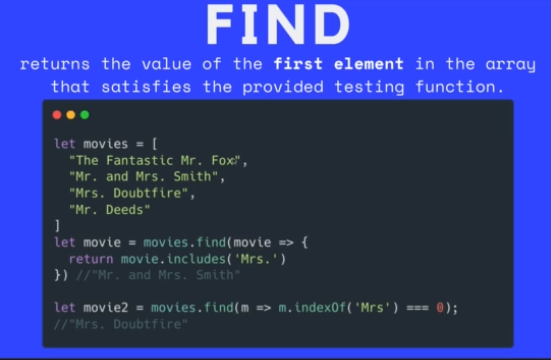 FIND
returns the value of the first element in the array
that satisfies the provided testing function.
let movies = [
"The Fantastic Mr. Fox",
"Mr. and Mrs. Smith",
"Mrs. Doubtfire",
"Mr. Deeds"
]
let movie = movies.find(movie => {
return movie.includes('Mrs.')
}) //"Mr. and Mrs. Smith"
let movie2 = movies.find(m => m.indexOf('Mrs') === 0);
//"Mrs. Doubtfire"